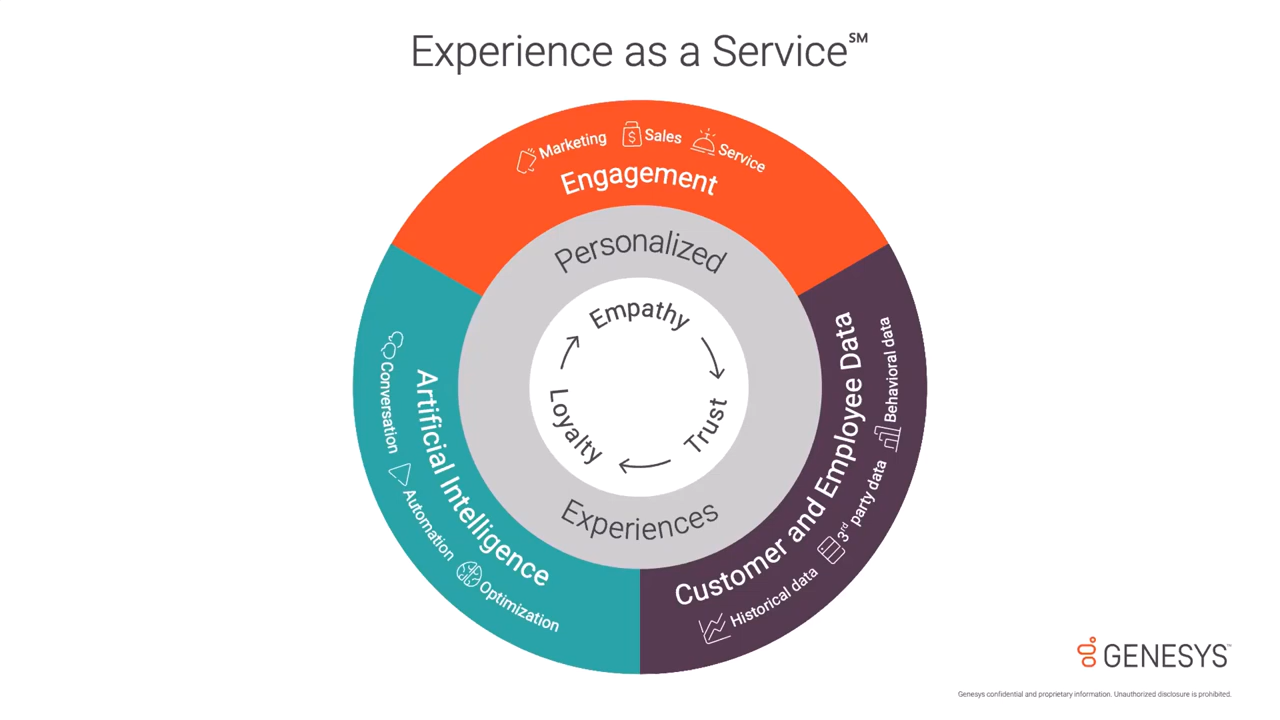 Experience as a Service℠
Marketing
Sales
Service
Engagement
Personalized
Experiences
Empathy
Trust
Loyalty
Customer and Employee Data
Behavioral data
3rd party data
Historical data
Artificial Intelligence
Conversation
Automation
Optimization
GENESYS™
Genesys confidential and proprietary information. Unauthorized disclosure is prohibited.